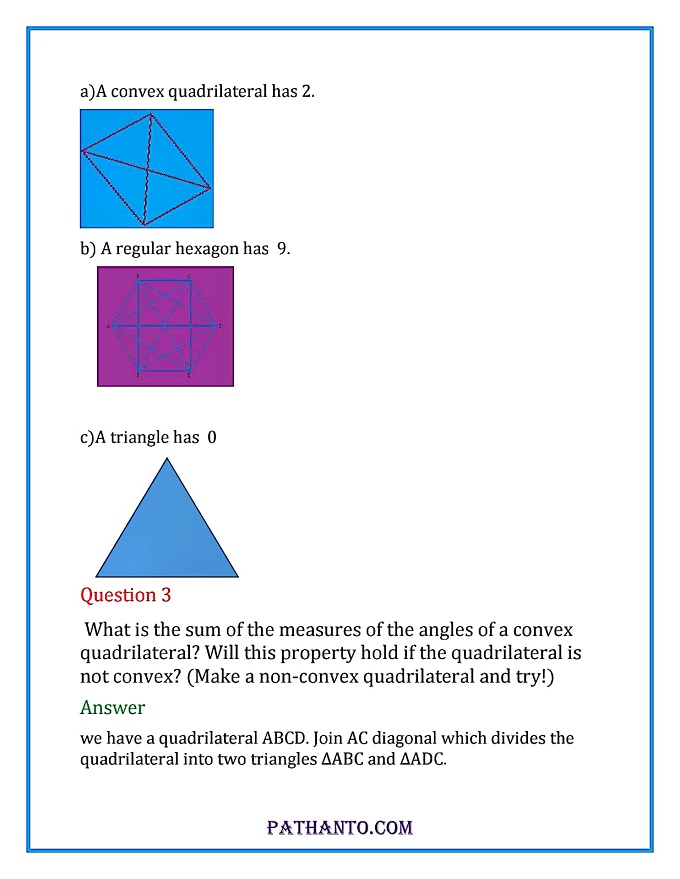 a)A convex quadrilateral has 2.
b) A regular hexagon has 9.
c)A triangle has 0
Question 3
What is the sum of the measures of the angles of a convex
quadrilateral? Will this property hold if the quadrilateral is
not convex? (Make a non-convex quadrilateral and try!)
Answer
we have a quadrilateral ABCD. Join AC diagonal which divides the
quadrilateral into two triangles ΔABC and ΔADC.
PATHANTO.COM